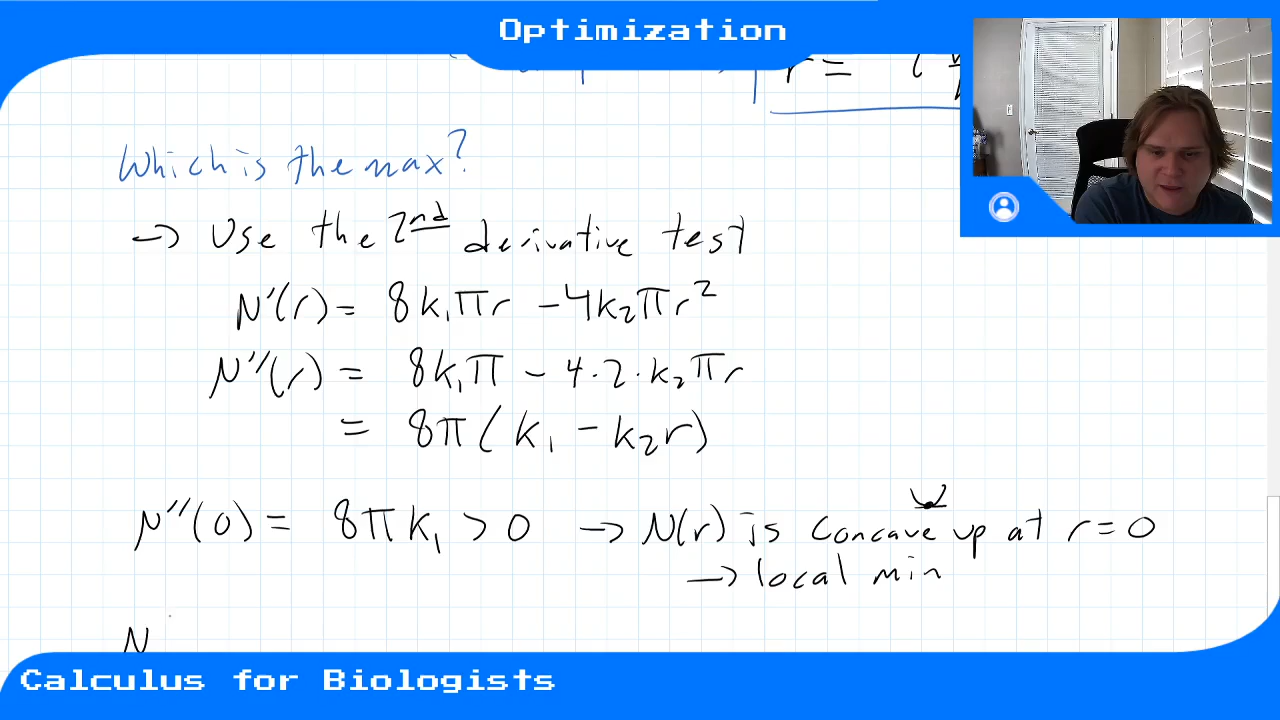 Optimization
r =
Which is the max?
→ Use the 2nd derivative test
N'(r) = 8k₁πr - 4k₂πr²
N''(r) = 8k₁π - 4·2·k₂πr
= 8π(k₁ - k₂r)
N''(0) = 8πk₁ > 0 → N(r) is concave up at r=0
→ local min
N
Calculus for Biologists